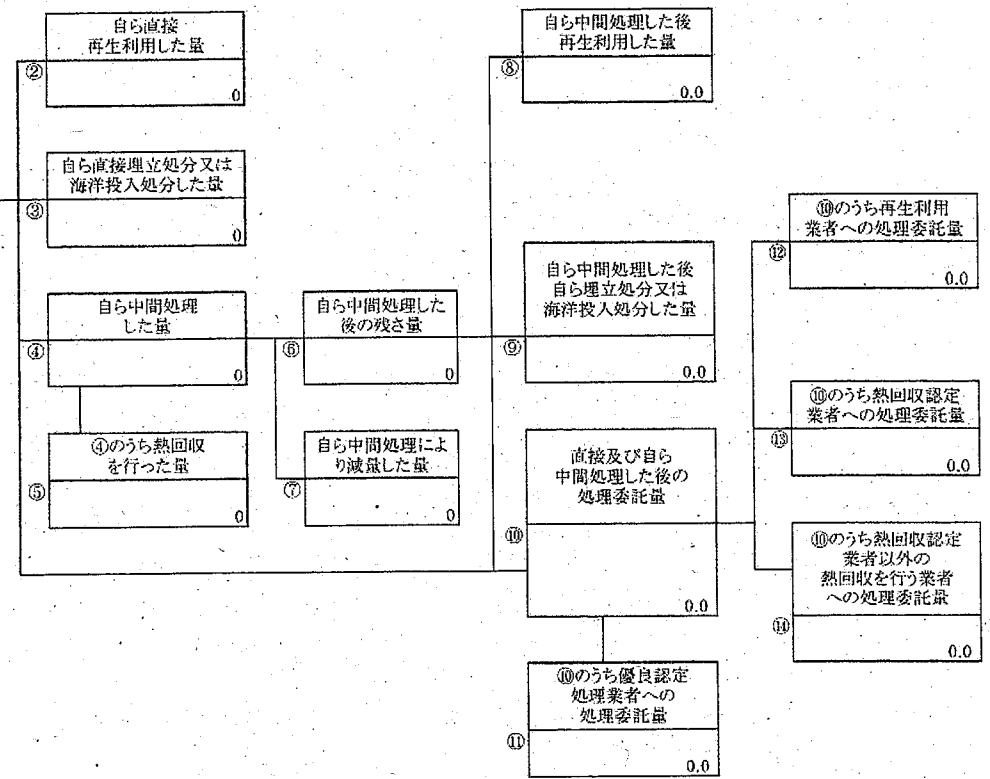 自ら直接
再生利用した量
②
0
自ら直接埋立処分又は
海洋投入処分した量
③
0
自ら中間処理
した量
④
0
④のうち熱回収
を行った量
⑤
0
自ら中間処理した
後の残さ量
⑥
0
自ら中間処理によ
り減量した量
⑦
0
自ら中間処理した後
再生利用した量
⑧
0.0
自ら中間処理した後
自ら埋立処分又は
海洋投入処分した量
⑨
0.0
直接及び自ら
中間処理した後の
処理委託量
⑩
0.0
⑩のうち優良認定
処理業者への
処理委託量
⑪
0.0
⑩のうち再生利用
業者への処理委託量
⑫
0.0
⑩のうち熱回収認定
業者への処理委託量
⑬
0.0
⑩のうち熱回収認定
業者以外の
熱回収を行う業者
への処理委託量
⑭
0.0